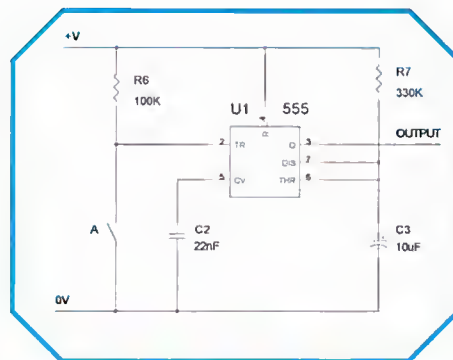 +V
R6
100K
R7
330K
U1 555
4
R
2 TR Q 3
DIS 7
5 CV THR 6
OUTPUT
A
C2
22nF
C3
10uF
0V